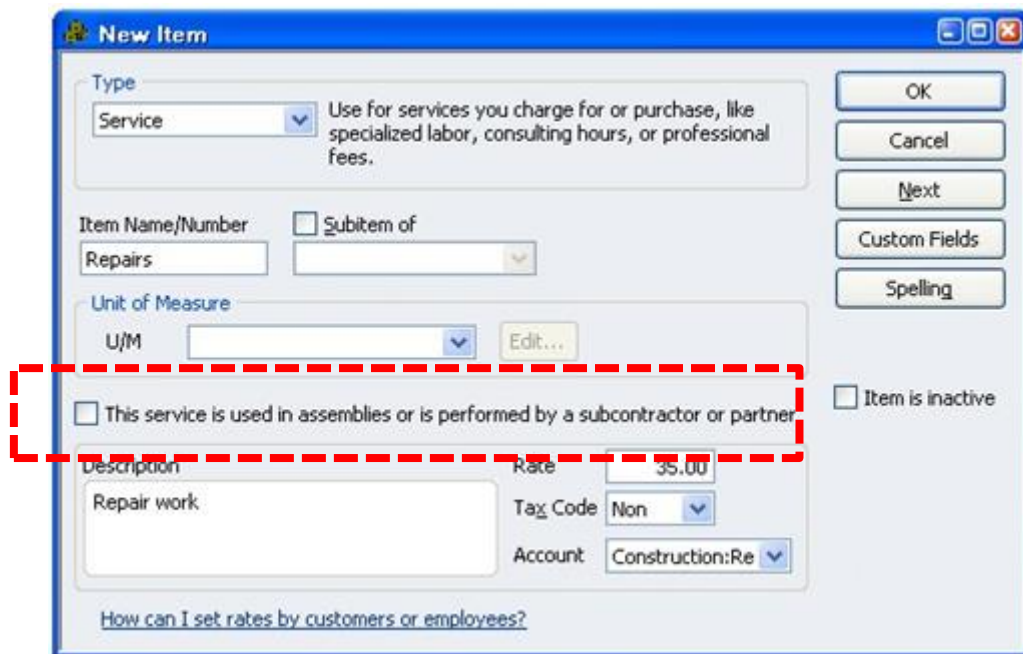 New Item
Type
Service
Use for services you charge for or purchase, like
specialized labor, consulting hours, or professional
fees.
OK
Cancel
Next
Custom Fields
Spelling
Item Name/Number
Subitem of
Repairs
Unit of Measure
U/M
Edit...
This service is used in assemblies or is performed by a subcontractor or partner
Item is inactive
Description
Rate
35.00
Repair work
Tax Code
Non
Account
Construction:Re
How can I set rates by customers or employees?